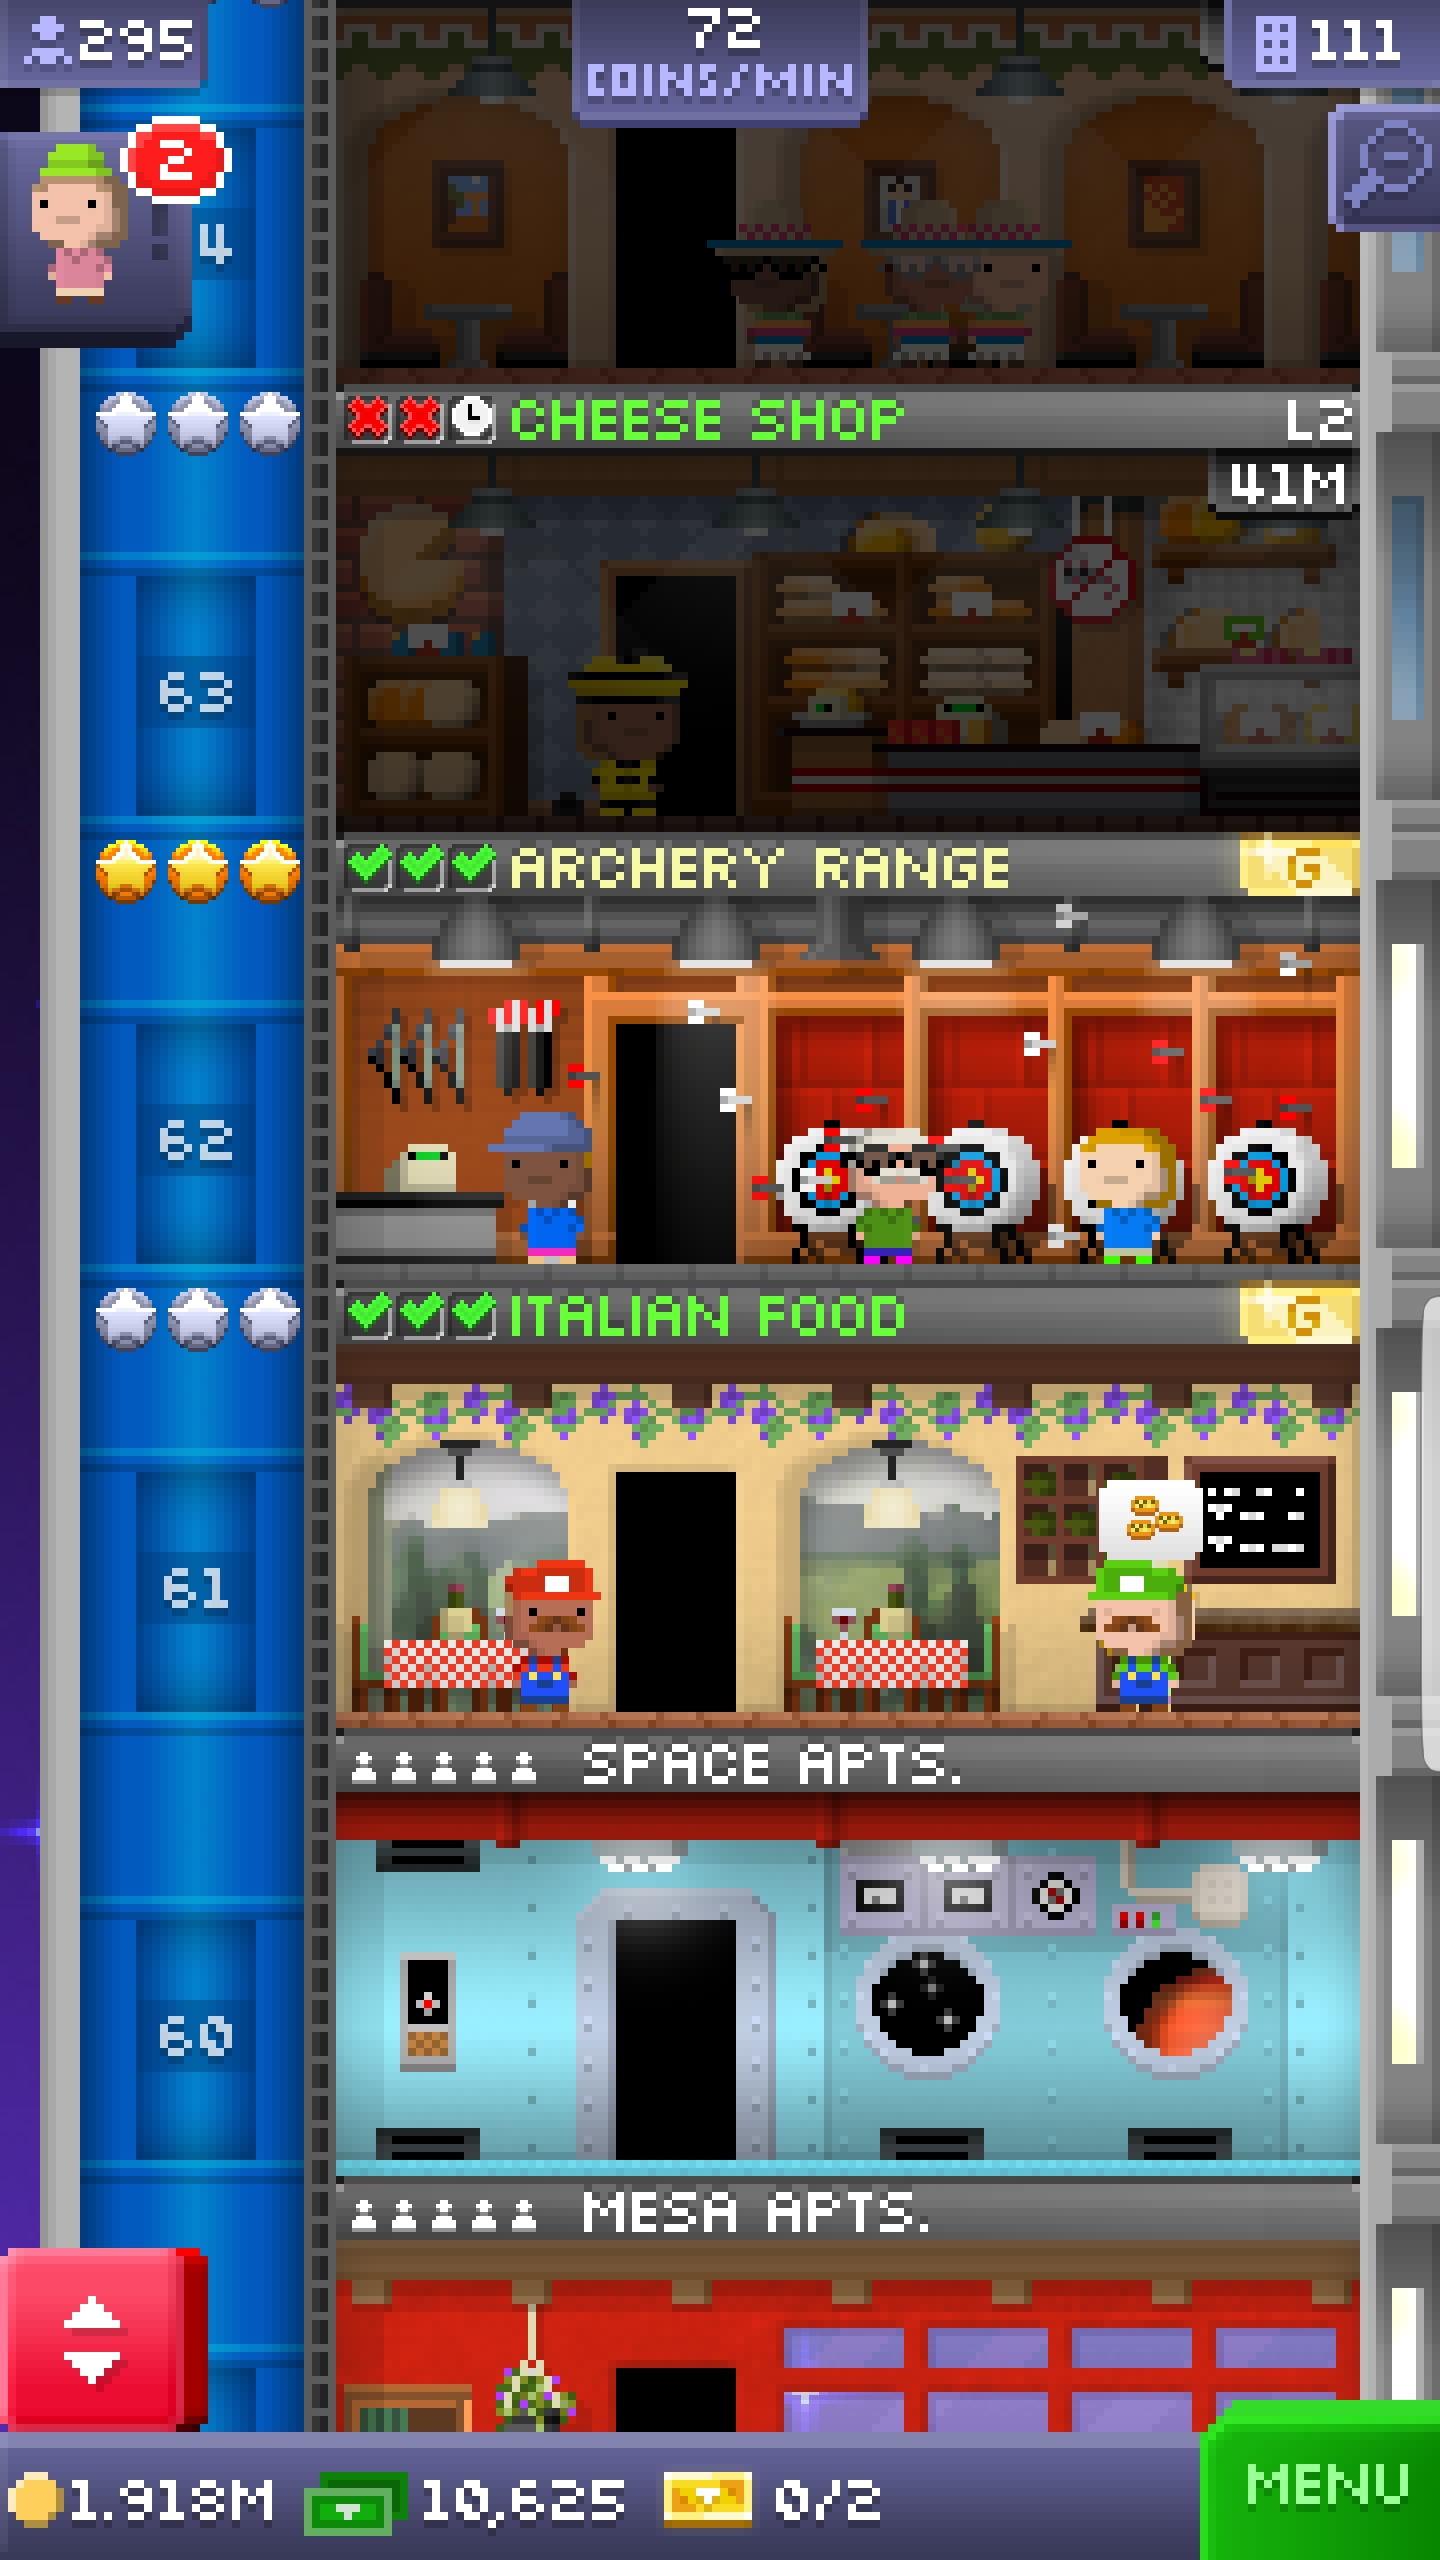 295
72
COINS/MIN
111
2
4
CHEESE SHOP
L2
41M
63
ARCHERY RANGE
G
62
ITALIAN FOOD
G
61
SPACE APTS.
60
MESA APTS.
1.918M
10,625
0/2
MENU